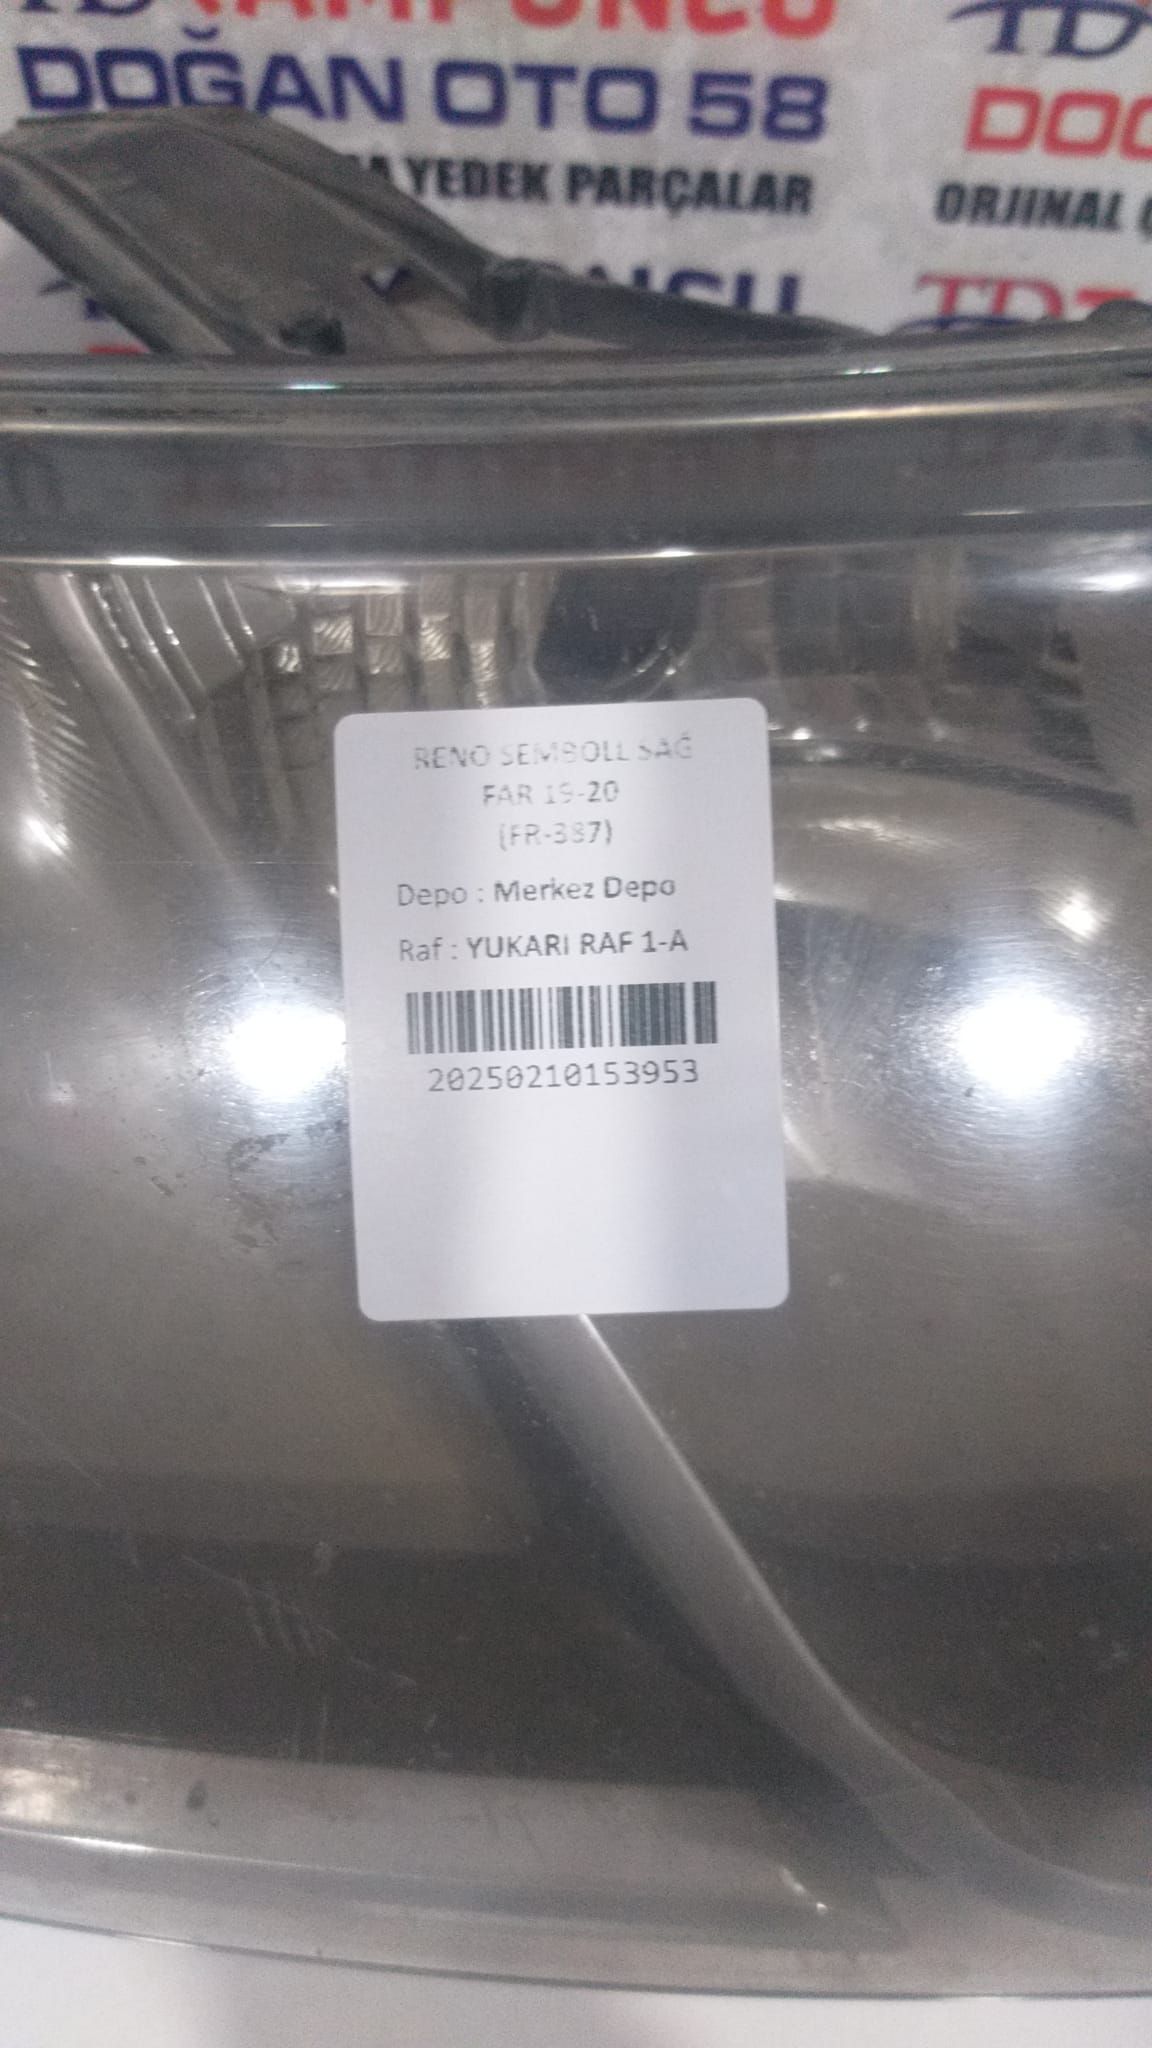 DOĞAN OTO 58
YEDEK PARÇALAR
ORJINAL
RENO SEMBOLL SAĞ
FAR 19-20
(FR-387)
Depo : Merkez Depo
Raf : YUKARI RAF 1-A
20250210153953